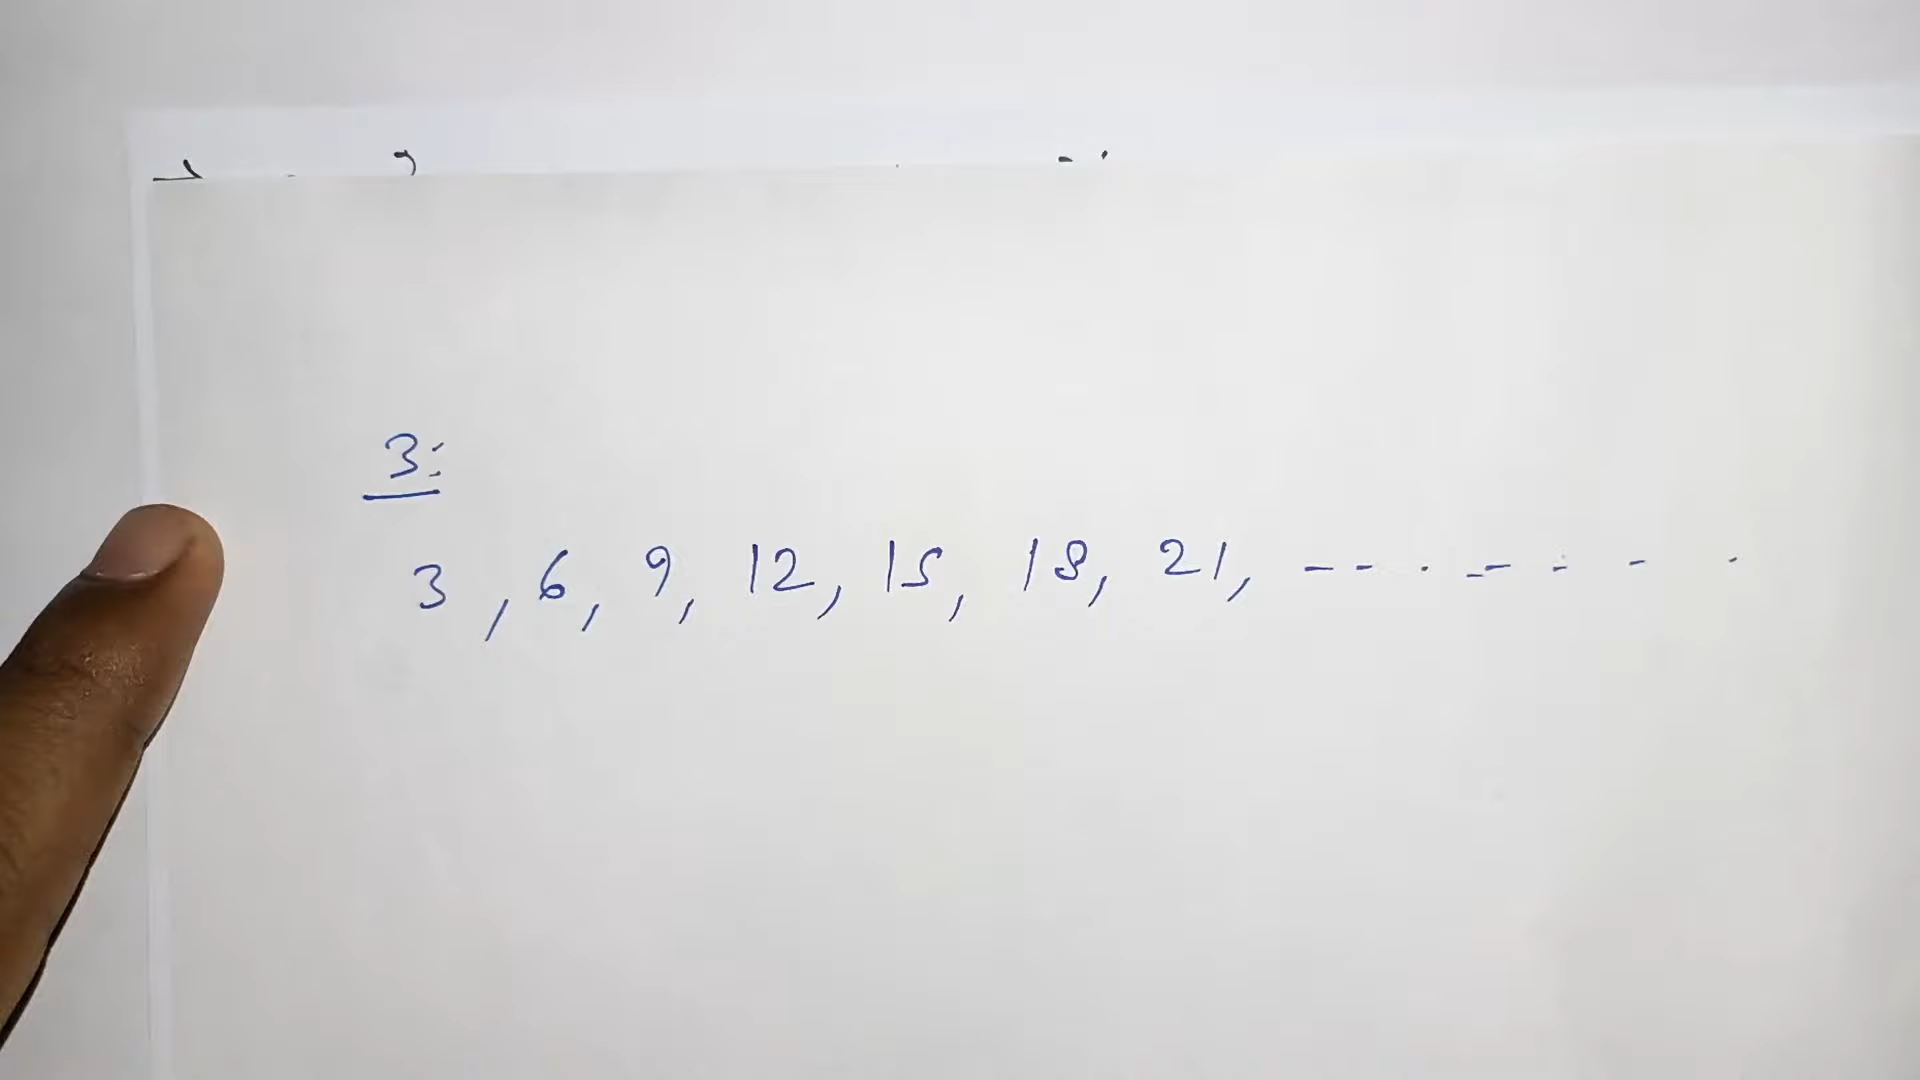 3:
3, 6, 9, 12, 15, 18, 21, -- . -- - - .